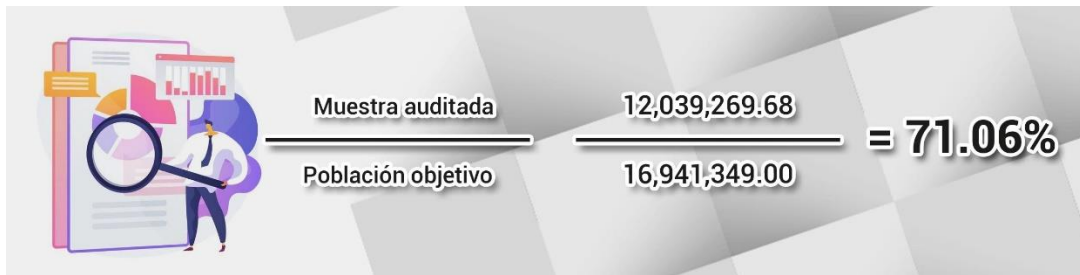 Muestra auditada
Población objetivo
12,039,269.68
16,941,349.00
= 71.06%